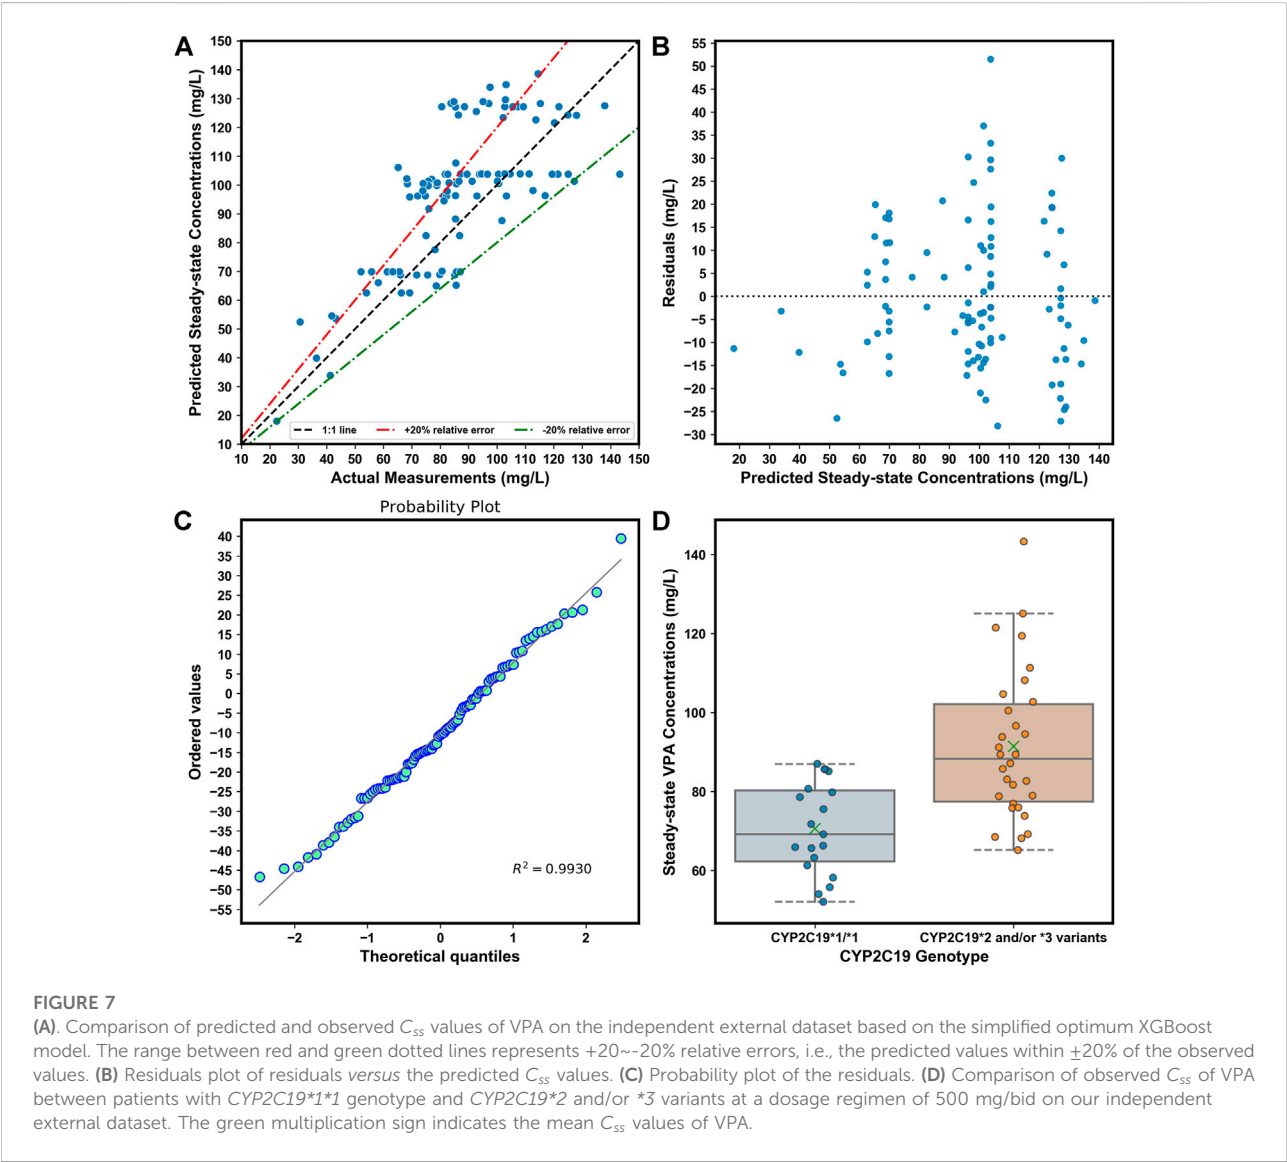 A
Predicted Steady-state Concentrations (mg/L)
150
140
130
120
110
100
90
80
70
60
50
40
30
20
10
1:1 line +20% relative error -20% relative error
10 20 30 40 50 60 70 80 90 100 110 120 130 140 150
Actual Measurements (mg/L)
B
Residuals (mg/L)
55
50
45
40
35
30
25
20
15
10
5
0
−5
−10
−15
−20
−25
−30
20 30 40 50 60 70 80 90 100 110 120 130 140
Predicted Steady-state Concentrations (mg/L)
C
Probability Plot
Ordered values
40
35
30
25
20
15
10
5
0
−5
−10
−15
−20
−25
−30
−35
−40
−45
−50
−55
R² = 0.9930
−2 −1 0 1 2
Theoretical quantiles
D
Steady-state VPA Concentrations (mg/L)
140
120
100
80
60
CYP2C19*1/*1 CYP2C19*2 and/or *3 variants
CYP2C19 Genotype
FIGURE 7
(A). Comparison of predicted and observed Css values of VPA on the independent external dataset based on the simplified optimum XGBoost
model. The range between red and green dotted lines represents +20~-20% relative errors, i.e., the predicted values within ±20% of the observed
values. (B) Residuals plot of residuals versus the predicted Css values. (C) Probability plot of the residuals. (D) Comparison of observed Css of VPA
between patients with CYP2C19*1*1 genotype and CYP2C19*2 and/or *3 variants at a dosage regimen of 500 mg/bid on our independent
external dataset. The green multiplication sign indicates the mean Css values of VPA.